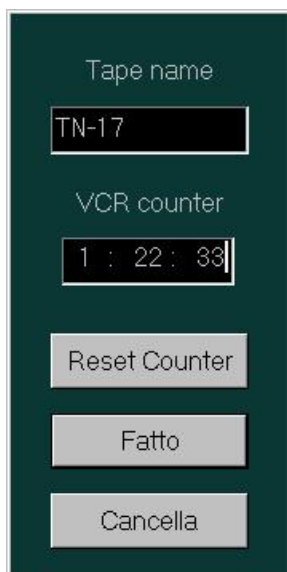 Tape name
TN-17
VCR counter
1 : 22 : 33
Reset Counter
Fatto
Cancella